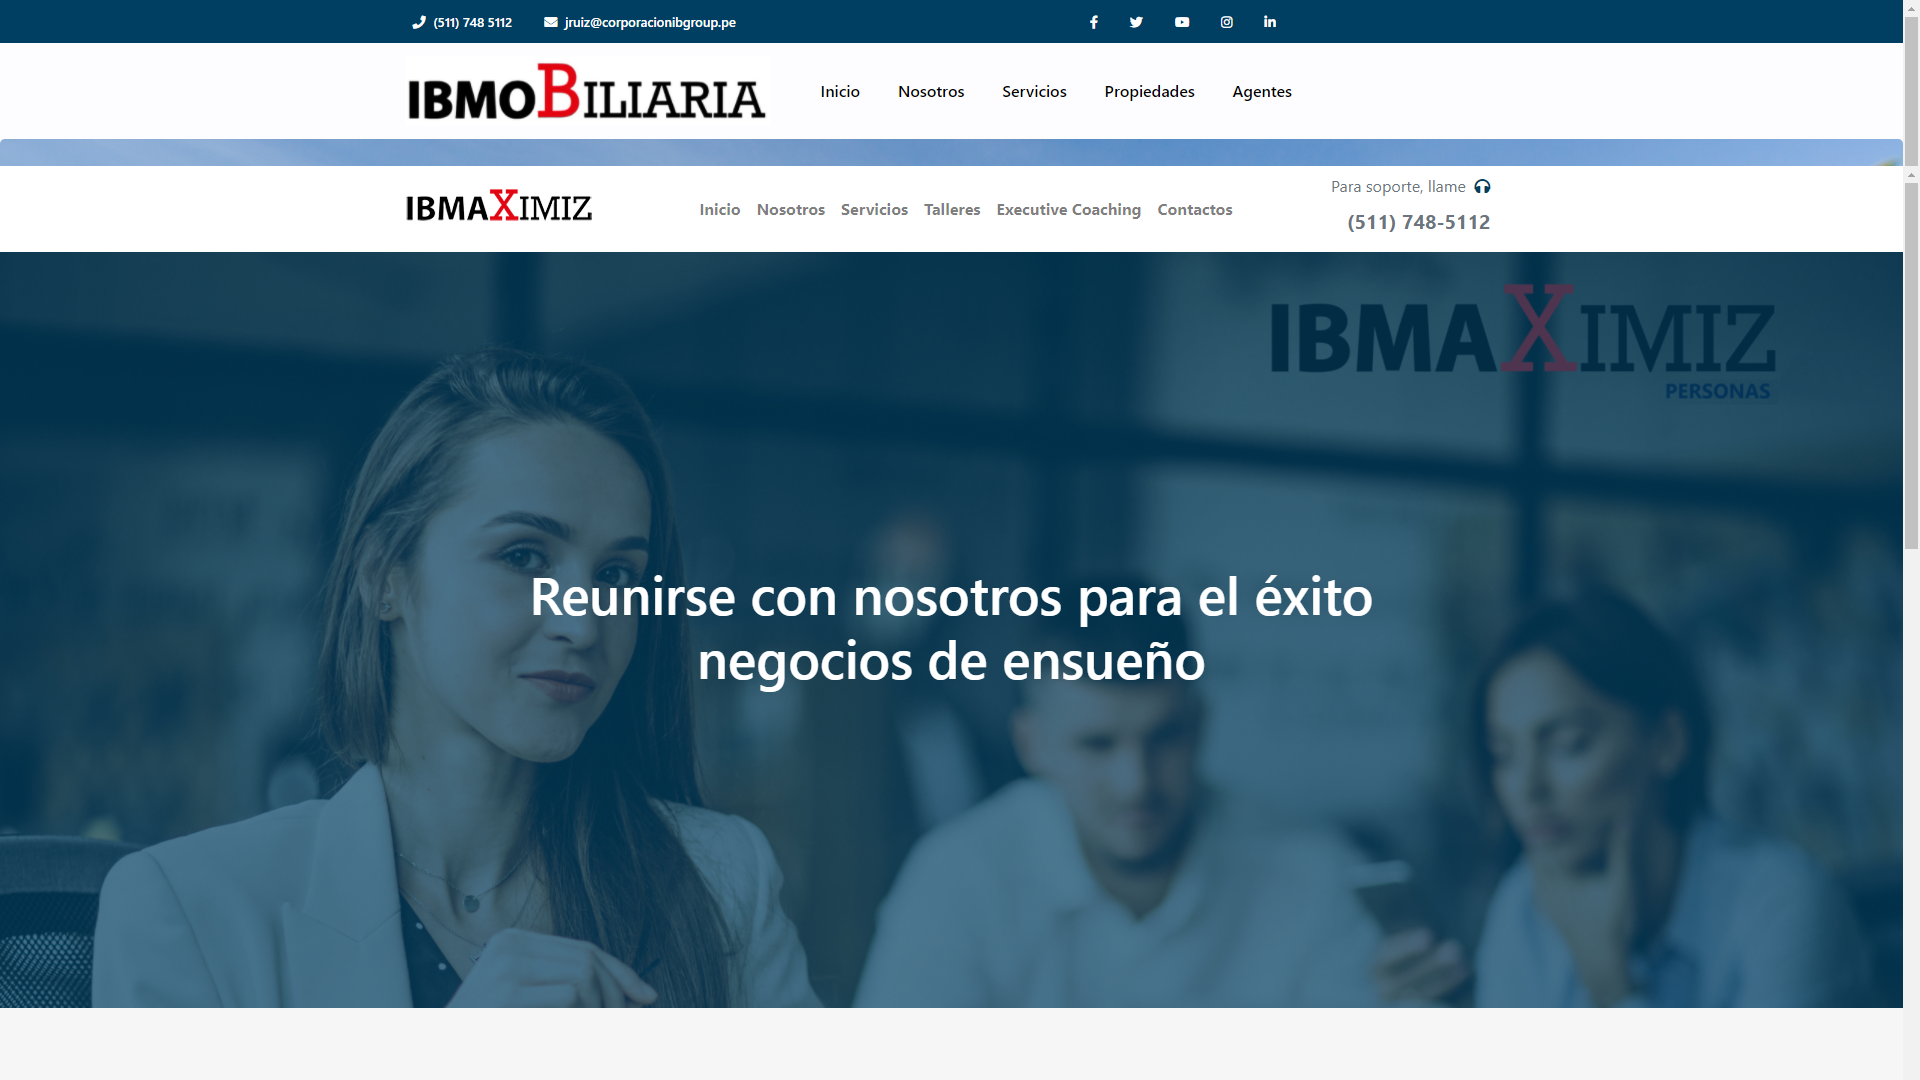 (511) 748 5112
jruiz@corporacionibgroup.pe
IBMOBILIARIA
Inicio
Nosotros
Servicios
Propiedades
Agentes
IBMAXIMIZ
Inicio
Nosotros
Servicios
Talleres
Executive Coaching
Contactos
Para soporte, llame
(511) 748-5112
IBMAXIMIZ
PERSONAS
Reunirse con nosotros para el éxito
negocios de ensueño